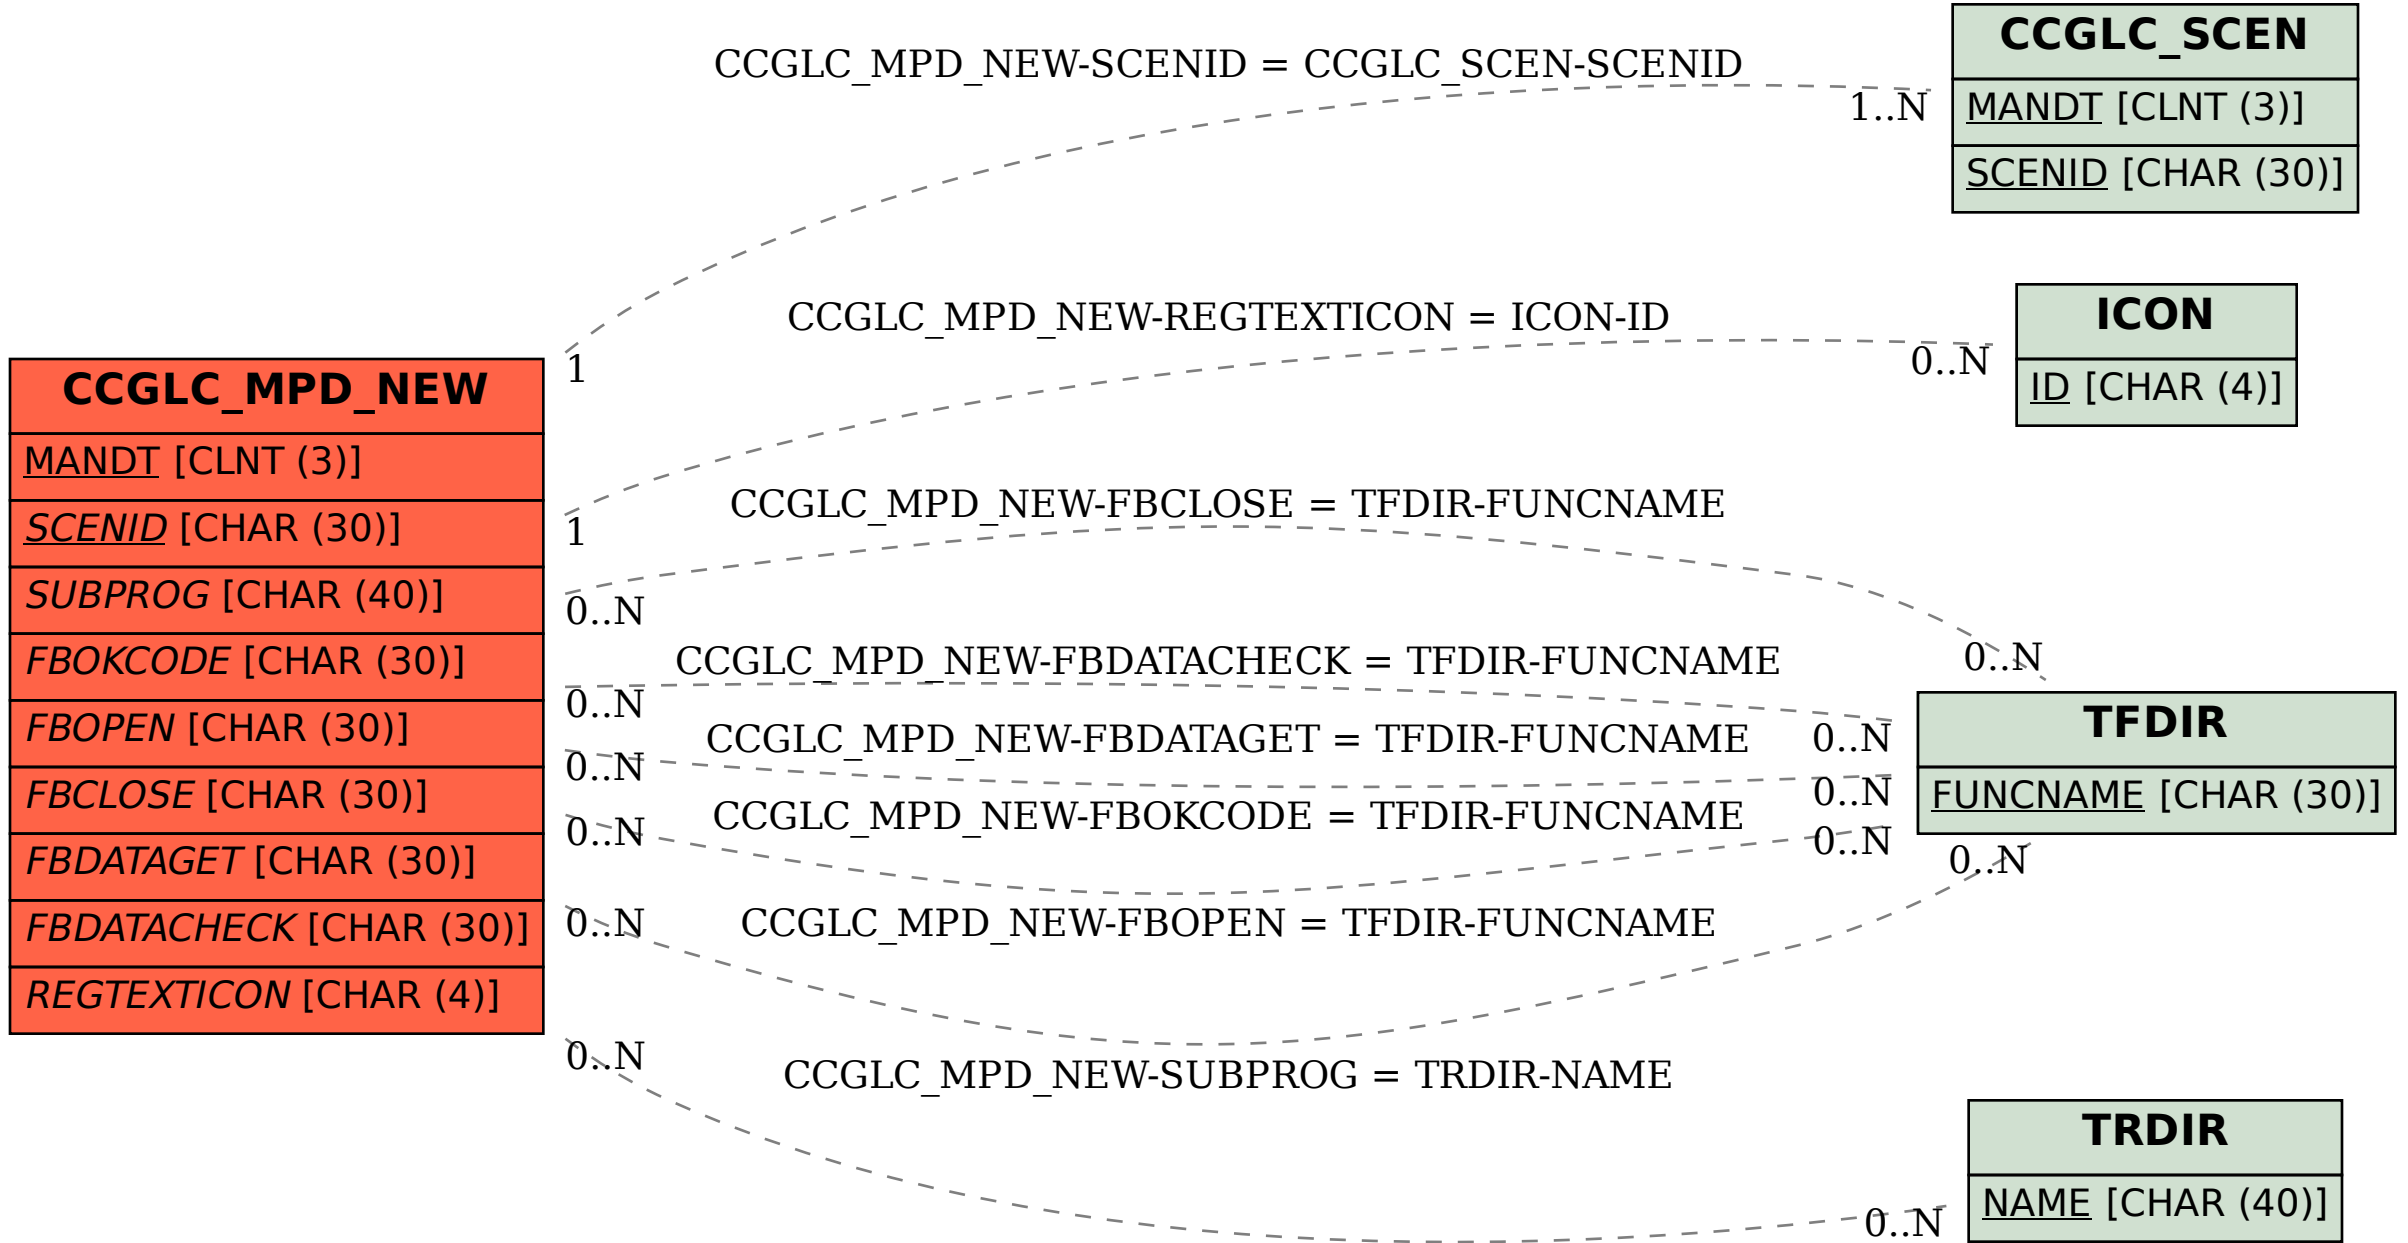 CCGLC_MPD_NEW
MANDT [CLNT (3)]
SCENID [CHAR (30)]
SUBPROG [CHAR (40)]
FBOKCODE [CHAR (30)]
FBOPEN [CHAR (30)]
FBCLOSE [CHAR (30)]
FBDATAGET [CHAR (30)]
FBDATACHECK [CHAR (30)]
REGTEXTICON [CHAR (4)]
CCGLC_MPD_NEW-SCENID = CCGLC_SCEN-SCENID
1
1..N
CCGLC_MPD_NEW-REGTEXTICON = ICON-ID
1
0..N
CCGLC_MPD_NEW-FBCLOSE = TFDIR-FUNCNAME
0..N
0..N
CCGLC_MPD_NEW-FBDATACHECK = TFDIR-FUNCNAME
0..N
0..N
CCGLC_MPD_NEW-FBDATAGET = TFDIR-FUNCNAME
0..N
0..N
CCGLC_MPD_NEW-FBOKCODE = TFDIR-FUNCNAME
0..N
0..N
CCGLC_MPD_NEW-FBOPEN = TFDIR-FUNCNAME
0..N
0..N
CCGLC_MPD_NEW-SUBPROG = TRDIR-NAME
0..N
0..N
CCGLC_SCEN
MANDT [CLNT (3)]
SCENID [CHAR (30)]
ICON
ID [CHAR (4)]
TFDIR
FUNCNAME [CHAR (30)]
TRDIR
NAME [CHAR (40)]